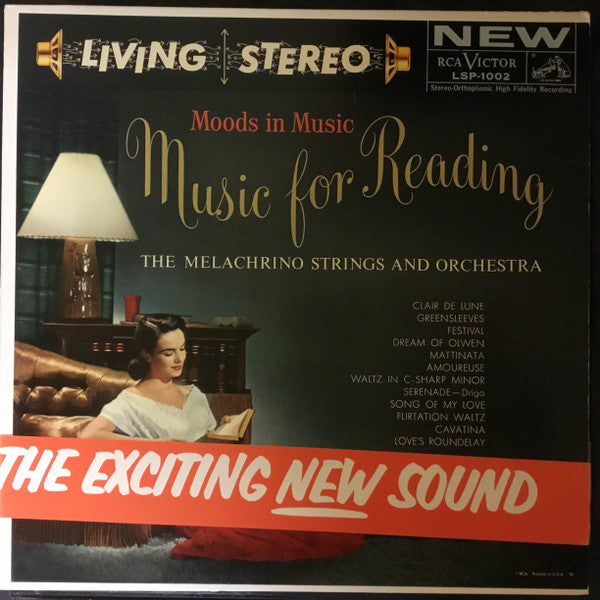 LIVING STEREO
NEW
RCA VICTOR
LSP-1002
Stereo-Orthophonic High Fidelity Recording
Moods in Music
Music for Reading
THE MELACHRINO STRINGS AND ORCHESTRA
CLAIR DE LUNE
GREENSLEEVES
FESTIVAL
DREAM OF OLWEN
MATTINATA
AMOUREUSE
WALTZ IN C-SHARP MINOR
SERENADE—Drigo
SONG OF MY LOVE
FLIRTATION WALTZ
CAVATINA
LOVE'S ROUNDELAY
THE EXCITING NEW SOUND
Printed in U.S.A.